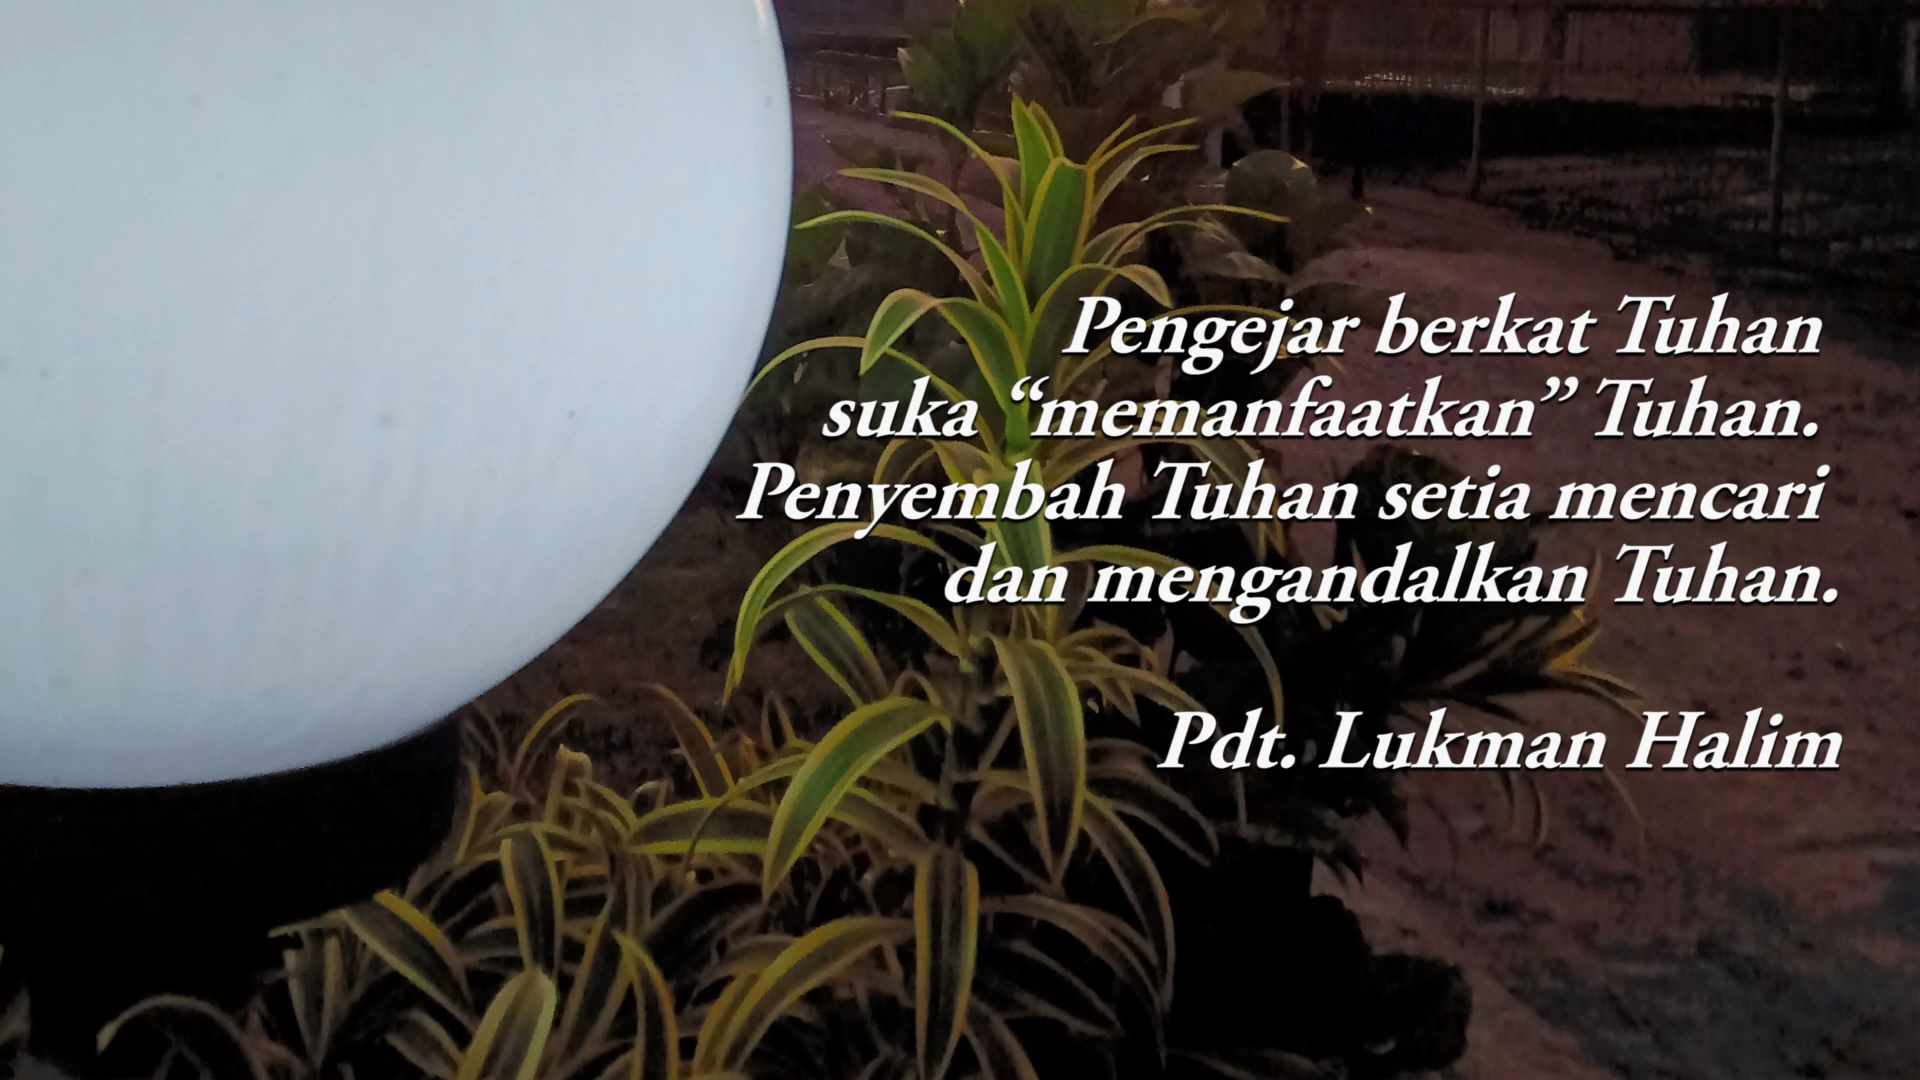 Pengejar berkat Tuhan
suka “memanfaatkan” Tuhan.
Penyembah Tuhan setia mencari
dan mengandalkan Tuhan.
Pdt. Lukman Halim